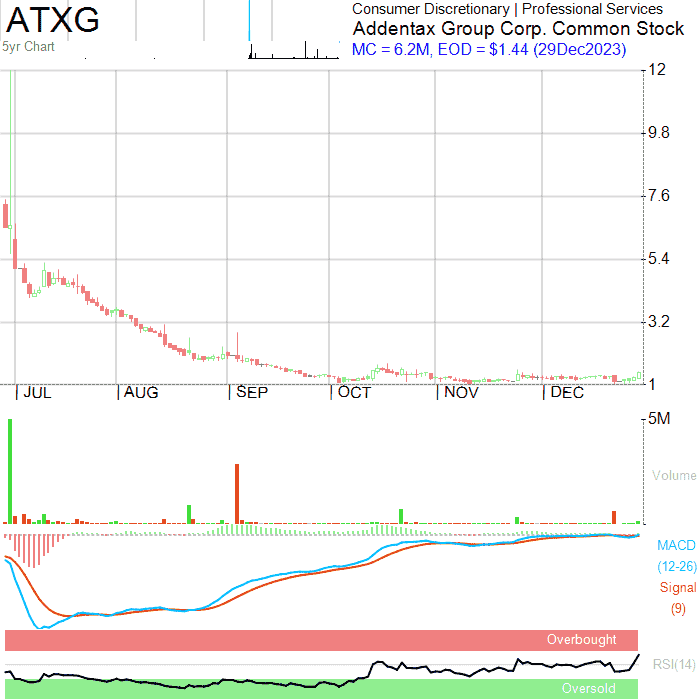 ATXG
5yr Chart
Consumer Discretionary | Professional Services
Addentax Group Corp. Common Stock
MC = 6.2M, EOD = $1.44 (29Dec2023)
12
9.8
7.6
5.4
3.2
1
JUL AUG SEP OCT NOV DEC
5M
Volume
MACD
(12-26)
Signal
(9)
Overbought
RSI(14)
Oversold